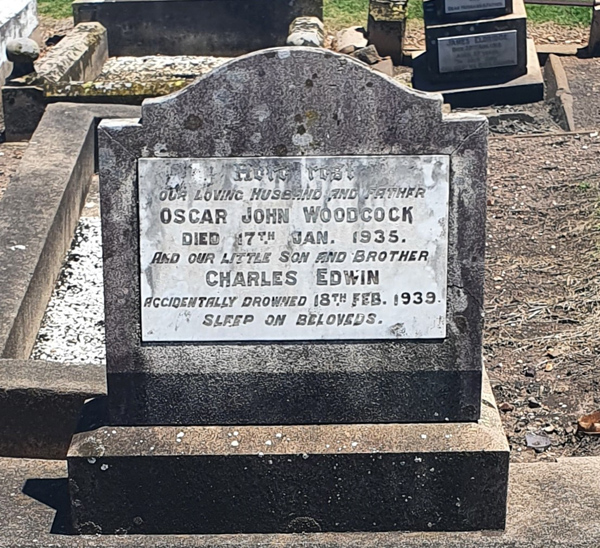 OUR LOVING HUSBAND AND FATHER
OSCAR JOHN WOODCOCK
DIED 17TH JAN. 1935.
AND OUR LITTLE SON AND BROTHER
CHARLES EDWIN
ACCIDENTALLY DROWNED 18TH FEB. 1939.
SLEEP ON BELOVEDS.